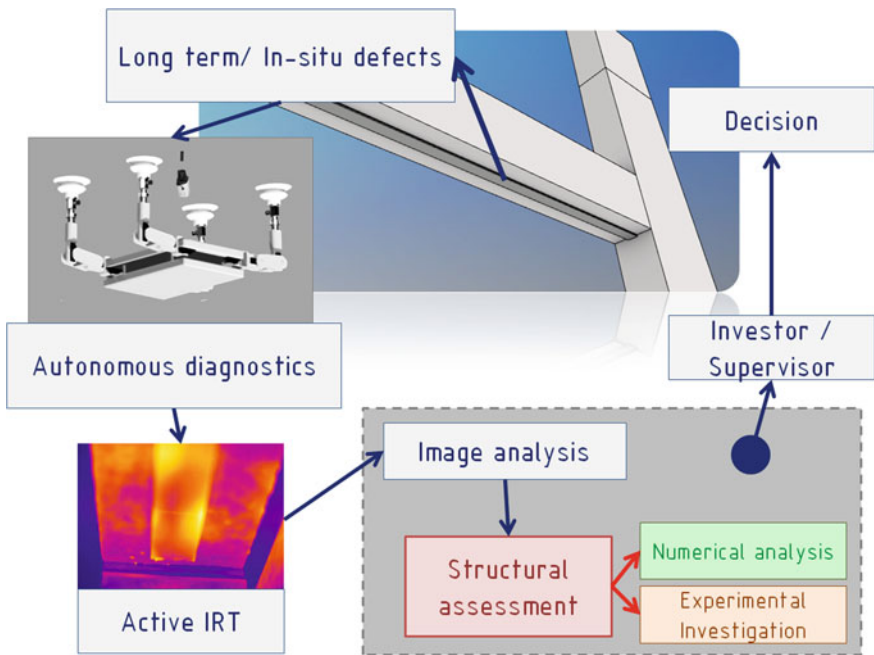 Long term/ In-situ defects
Autonomous diagnostics
Active IRT
Image analysis
Structural
assessment
Numerical analysis
Experimental
Investigation
Investor /
Supervisor
Decision